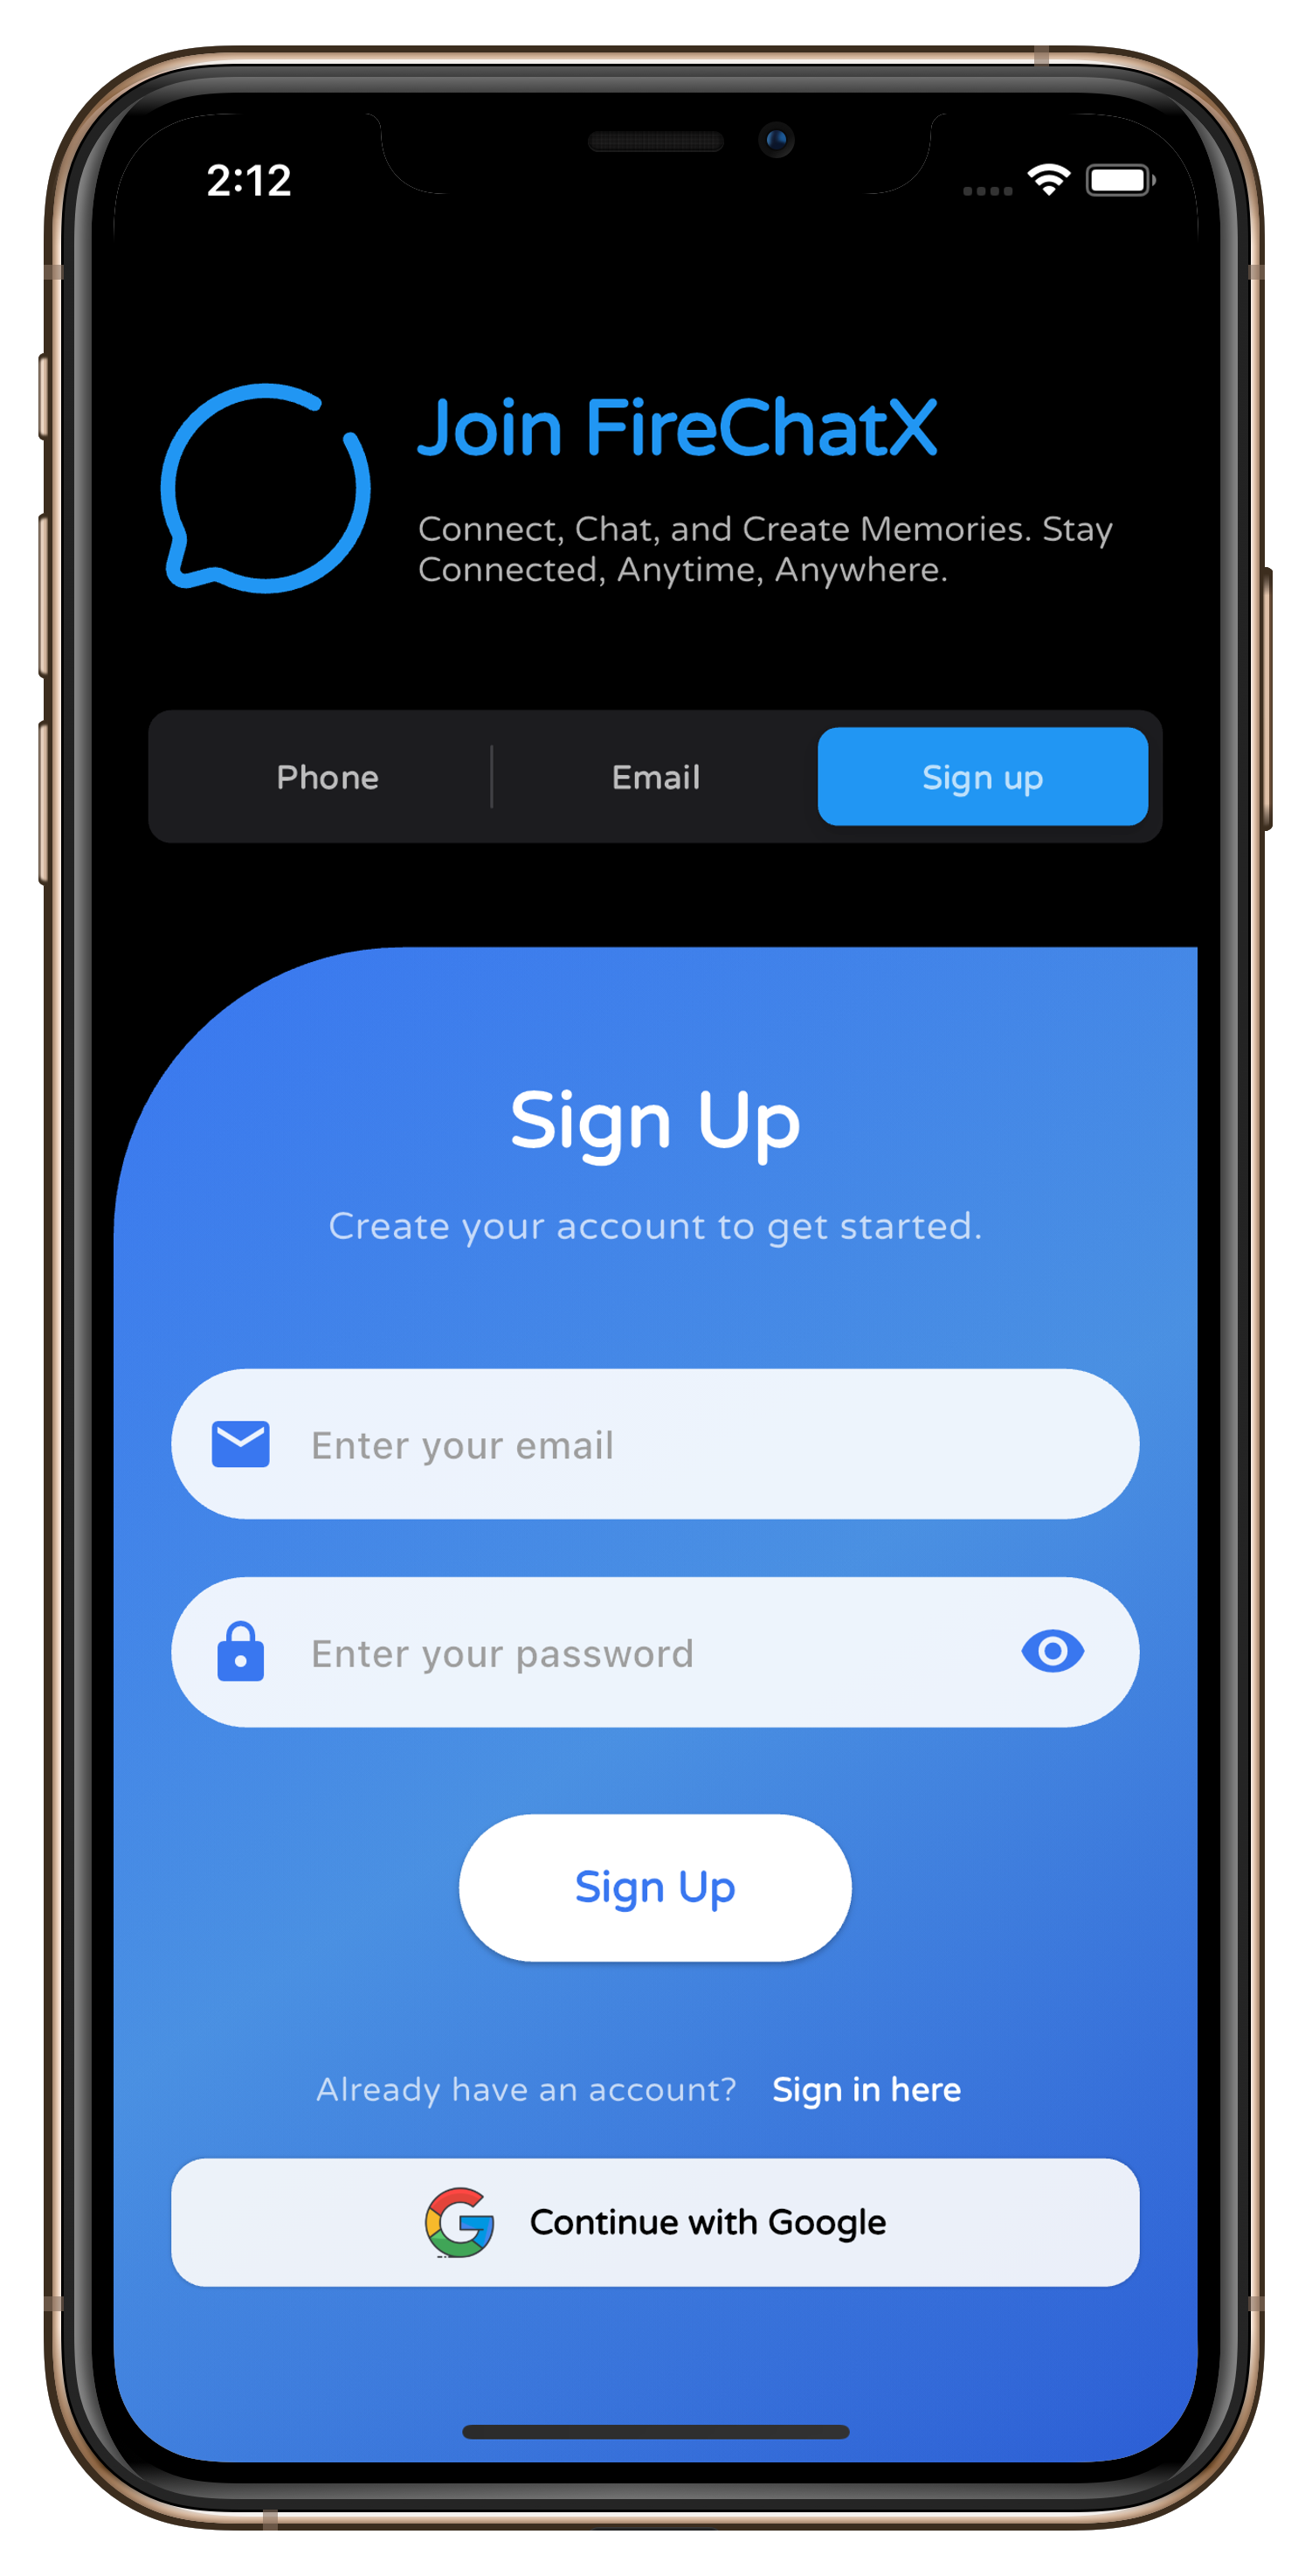 2:12
Join FireChatX
Connect, Chat, and Create Memories. Stay
Connected, Anytime, Anywhere.
Phone
Email
Sign up
Sign Up
Create your account to get started.
Enter your email
Enter your password
Sign Up
Already have an account? Sign in here
Continue with Google